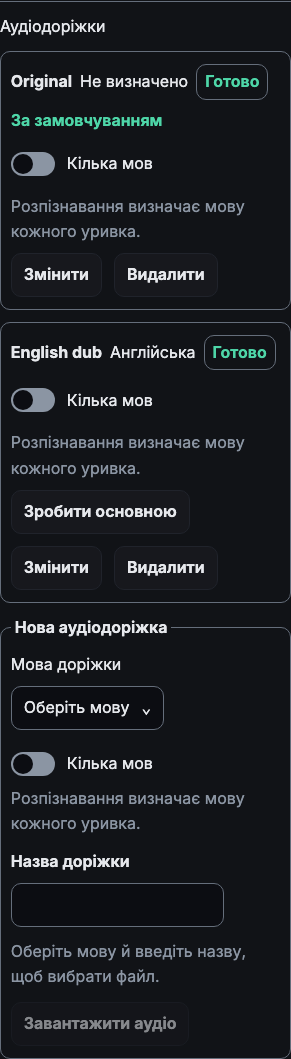 Аудіодоріжки
Original Не визначено Готово
За замовчуванням
Кілька мов
Розпізнавання визначає мову
кожного уривка.
Змінити Видалити
English dub Англійська Готово
Кілька мов
Розпізнавання визначає мову
кожного уривка.
Зробити основною
Змінити Видалити
Нова аудіодоріжка
Мова доріжки
Оберіть мову
Кілька мов
Розпізнавання визначає мову
кожного уривка.
Назва доріжки
Оберіть мову й введіть назву,
щоб вибрати файл.
Завантажити аудіо